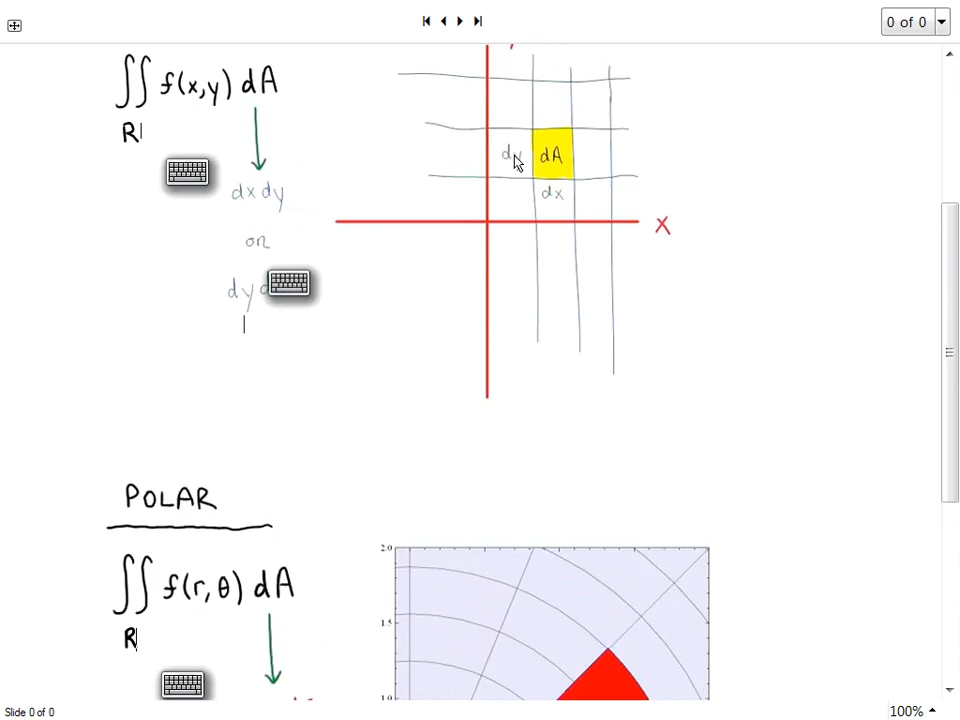 0 of 0
∬ f(x,y) dA
R
dy dA
dx dy
dx
X
or
dy
POLAR
∬ f(r, θ) dA
R
2.0
1.5
1.0
Slide 0 of 0
100%